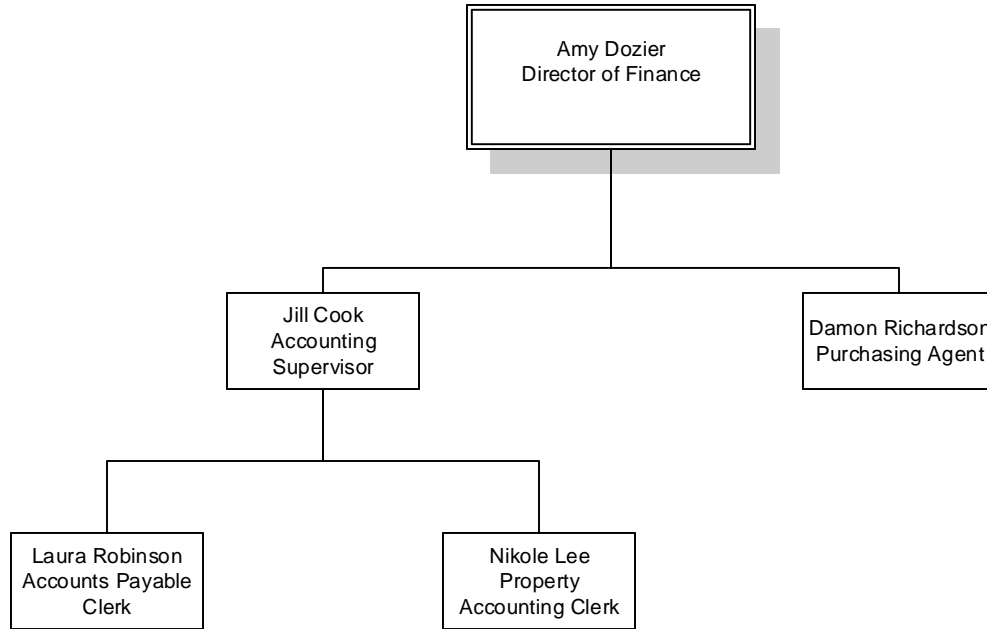 Amy Dozier
Director of Finance
Jill Cook
Accounting
Supervisor
Damon Richardson
Purchasing Agent
Laura Robinson
Accounts Payable
Clerk
Nikole Lee
Property
Accounting Clerk